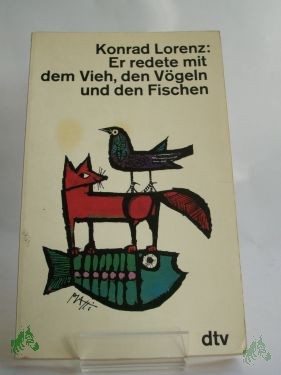 Konrad Lorenz:
Er redete mit
dem Vieh, den Vögeln
und den Fischen
dtv